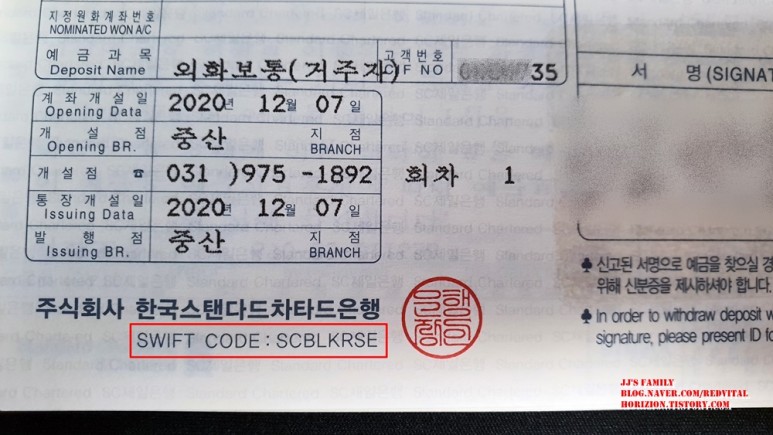 지정원화계좌번호
NOMINATED WON A/C
예금과목
Deposit Name
외화보통(거주자)
고객번호
CIF NO
35
서 명(SIGNAT
계좌개설일
Opening Data
2020년 12월 07일
개설점
Opening BR.
중산
지점
BRANCH
개설점 ☎
031 )975 -1892
회차 1
통장개설일
Issuing Data
2020년 12월 07일
발행점
Issuing BR.
중산
지점
BRANCH
주식회사 한국스탠다드차타드은행
SWIFT CODE : SCBLKRSE
♠ 신고된 서명으로 예금을 찾으실 경
위해 신분증을 제시하셔야 합니다.
♠ In order to withdraw deposit w
signature, please present ID fo
JJ'S FAMILY
BLOG.NAVER.COM/REDVITAL
HORIZION.TISTORY.COM